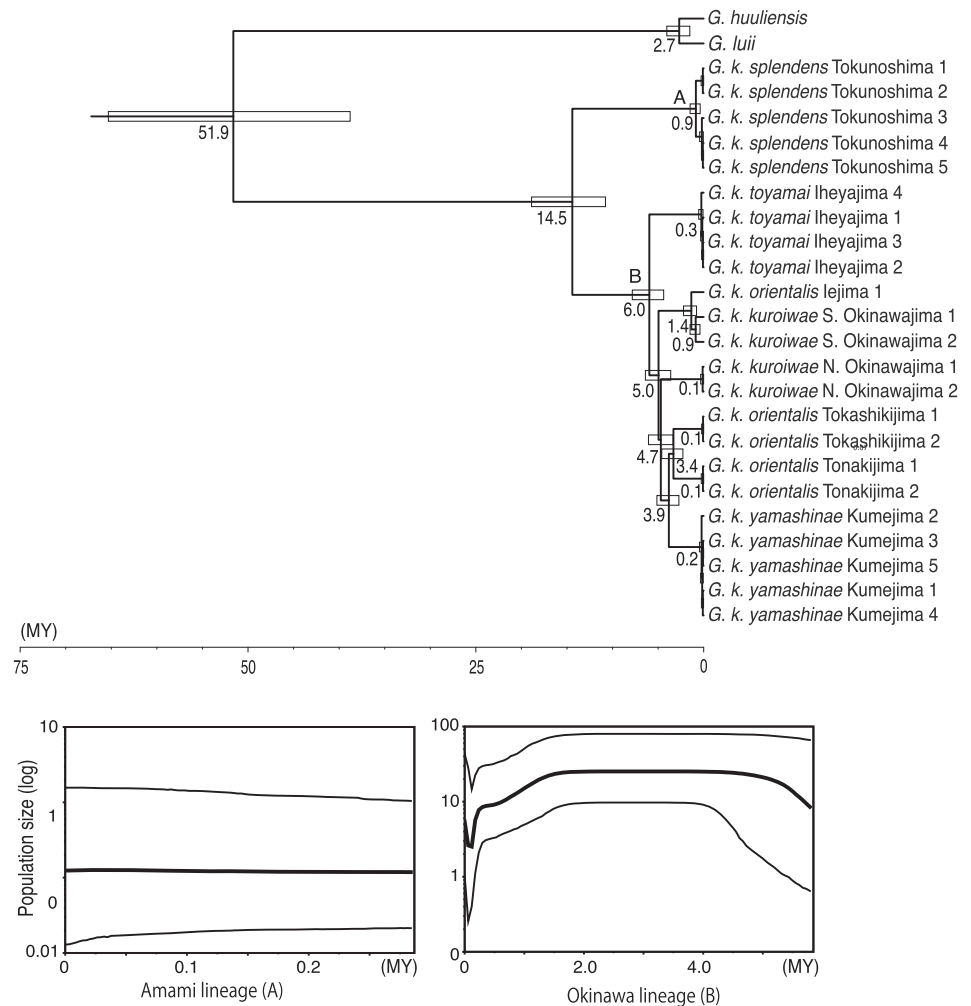 G. huuliensis
2.7
G. luii
G. k. splendens Tokunoshima 1
G. k. splendens Tokunoshima 2
A
G. k. splendens Tokunoshima 3
0.9
51.9
G. k. splendens Tokunoshima 4
G. k. splendens Tokunoshima 5
G. k. toyamai Iheyajima 4
14.5
G. k. toyamai Iheyajima 1
0.3
G. k. toyamai Iheyajima 3
G. k. toyamai Iheyajima 2
B
G. k. orientalis Iejima 1
6.0
G. k. kuroiwae S. Okinawajima 1
1.4
G. k. kuroiwae S. Okinawajima 2
0.9
G. k. kuroiwae N. Okinawajima 1
5.0
0.1
G. k. kuroiwae N. Okinawajima 2
G. k. orientalis Tokashikijima 1
0.1
G. k. orientalis Tokashikijima 2
4.7
3.4
G. k. orientalis Tonakijima 1
0.1
G. k. orientalis Tonakijima 2
3.9
G. k. yamashinae Kumejima 2
G. k. yamashinae Kumejima 3
0.2
G. k. yamashinae Kumejima 5
G. k. yamashinae Kumejima 1
G. k. yamashinae Kumejima 4
(MY)
75 50 25 0
Population size (log)
10
1
0
0.01
0 0.1 0.2 (MY)
Amami lineage (A)
100
10
1
0
0 2.0 4.0 (MY)
Okinawa lineage (B)